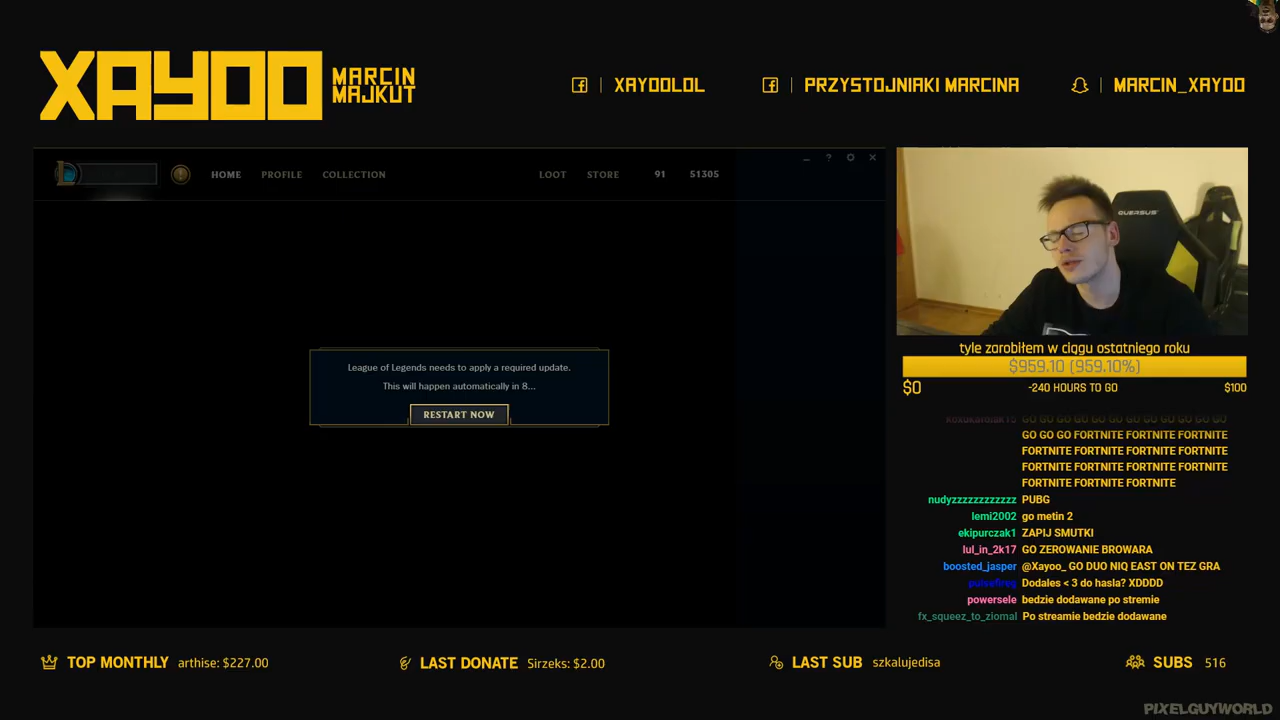 XAYOO
MARCIN
MAJKUT
XAYOOLOL
PRZYSTOJNIAKI MARCINA
MARCIN_XAYOO
HOME
PROFILE
COLLECTION
LOOT
STORE
91
51305
League of Legends needs to apply a required update.
This will happen automatically in 8...
RESTART NOW
QUERSUS
tyle zarobiłem w ciągu ostatniego roku
$959.10 (959.10%)
$0
-240 HOURS TO GO
$100
GO GO GO GO GO GO GO GO GO GO
GO GO GO FORTNITE FORTNITE FORTNITE
FORTNITE FORTNITE FORTNITE FORTNITE
FORTNITE FORTNITE FORTNITE FORTNITE
FORTNITE FORTNITE FORTNITE
nudyzzzzzzzzzzzz PUBG
lemi2002 go metin 2
ekipurczak1 ZAPIJ SMUTKI
lul_in_2k17 GO ZEROWANIE BROWARA
boosted_jasper @Xayoo_ GO DUO NIQ EAST ON TEZ GRA
Dodales < 3 do hasla? XDDDD
powersele bedzie dodawane po stremie
fx_squeez_to_ziomal Po streamie bedzie dodawane
TOP MONTHLY arthise: $227.00
LAST DONATE Sirzeks: $2.00
LAST SUB szkalujedisa
SUBS 516
PIXELGUYWORLD